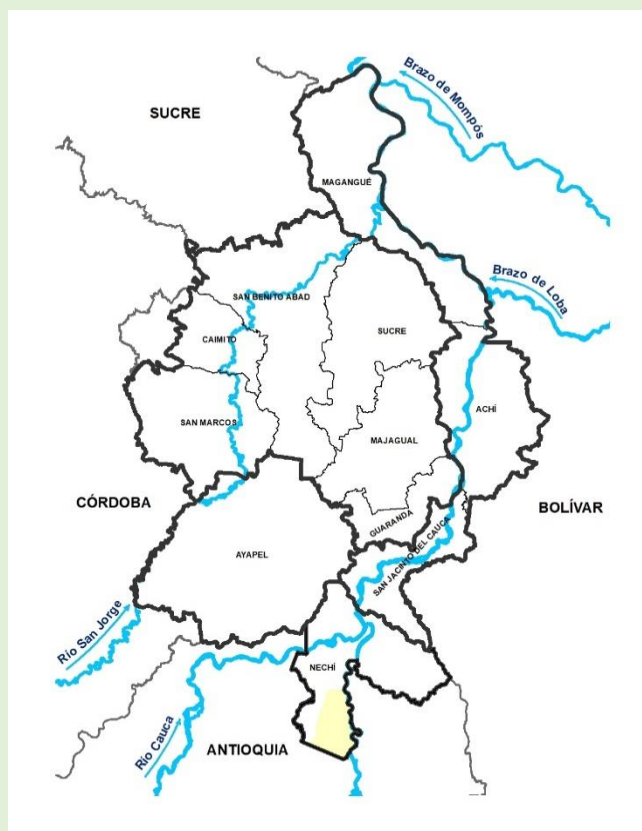 Brazo de Mompós
SUCRE
MAGANGUÉ
Brazo de Loba
SAN BENITO ABAD
SUCRE
CAIMITO
ACHÍ
SAN MARCOS
MAJAGUAL
CÓRDOBA
BOLÍVAR
GUARANDA
AYAPEL
SAN JACINTO DEL CAUCA
Río San Jorge
NECHÍ
Río Cauca
ANTIOQUIA